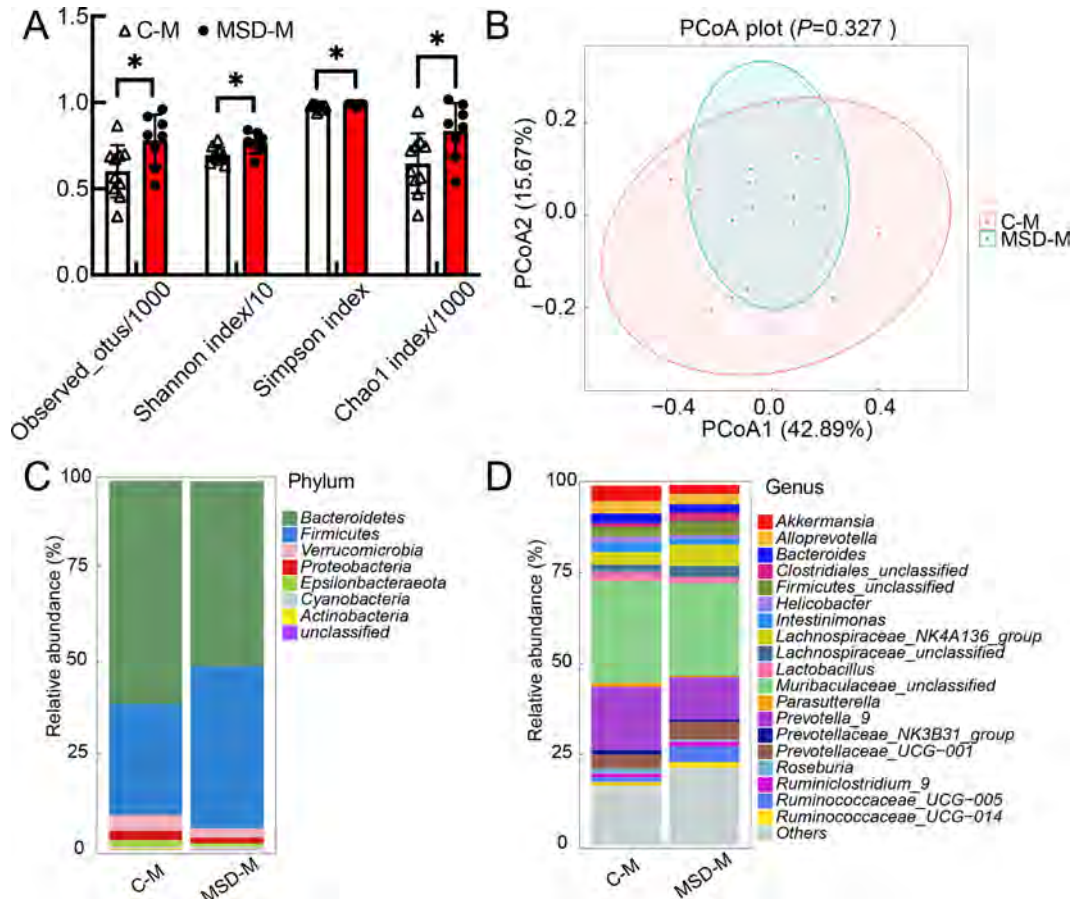 A
C-M
MSD-M
*
*
*
*
1.5
1.0
0.5
0.0
Observed_otus/1000
Shannon index/10
Simpson index
Chao1 index/1000
B
PCoA plot (P=0.327 )
PCoA2 (15.67%)
0.2
0.0
−0.2
−0.4
0.0
0.4
PCoA1 (42.89%)
C-M
MSD-M
C
Relative abundance (%)
100
75
50
25
0
C-M
MSD-M
Phylum
Bacteroidetes
Firmicutes
Verrucomicrobia
Proteobacteria
Epsilonbacteraeota
Cyanobacteria
Actinobacteria
unclassified
D
Relative abundance (%)
100
75
50
25
0
C-M
MSD-M
Genus
Akkermansia
Alloprevotella
Bacteroides
Clostridiales_unclassified
Firmicutes_unclassified
Helicobacter
Intestinimonas
Lachnospiraceae_NK4A136_group
Lachnospiraceae_unclassified
Lactobacillus
Muribaculaceae_unclassified
Parasutterella
Prevotella_9
Prevotellaceae_NK3B31_group
Prevotellaceae_UCG−001
Roseburia
Ruminiclostridium_9
Ruminococcaceae_UCG−005
Ruminococcaceae_UCG−014
Others